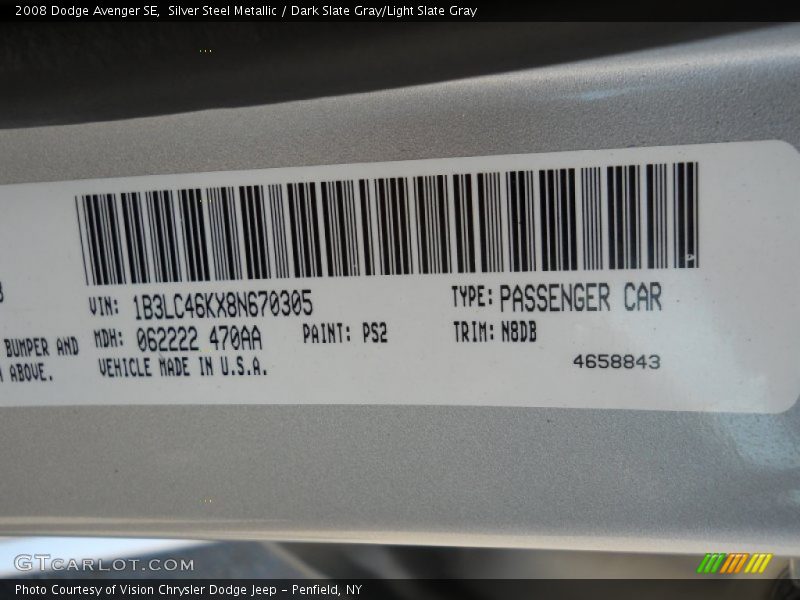 2008 Dodge Avenger SE,  Silver Steel Metallic / Dark Slate Gray/Light Slate Gray
VIN: 1B3LC46KX8N670305
TYPE: PASSENGER CAR
BUMPER AND
MDH: 062222 470AA
PAINT: PS2
TRIM: N8DB
ABOVE.
VEHICLE MADE IN U.S.A.
4658843
GTCARLOT.COM
Photo Courtesy of Vision Chrysler Dodge Jeep - Penfield, NY